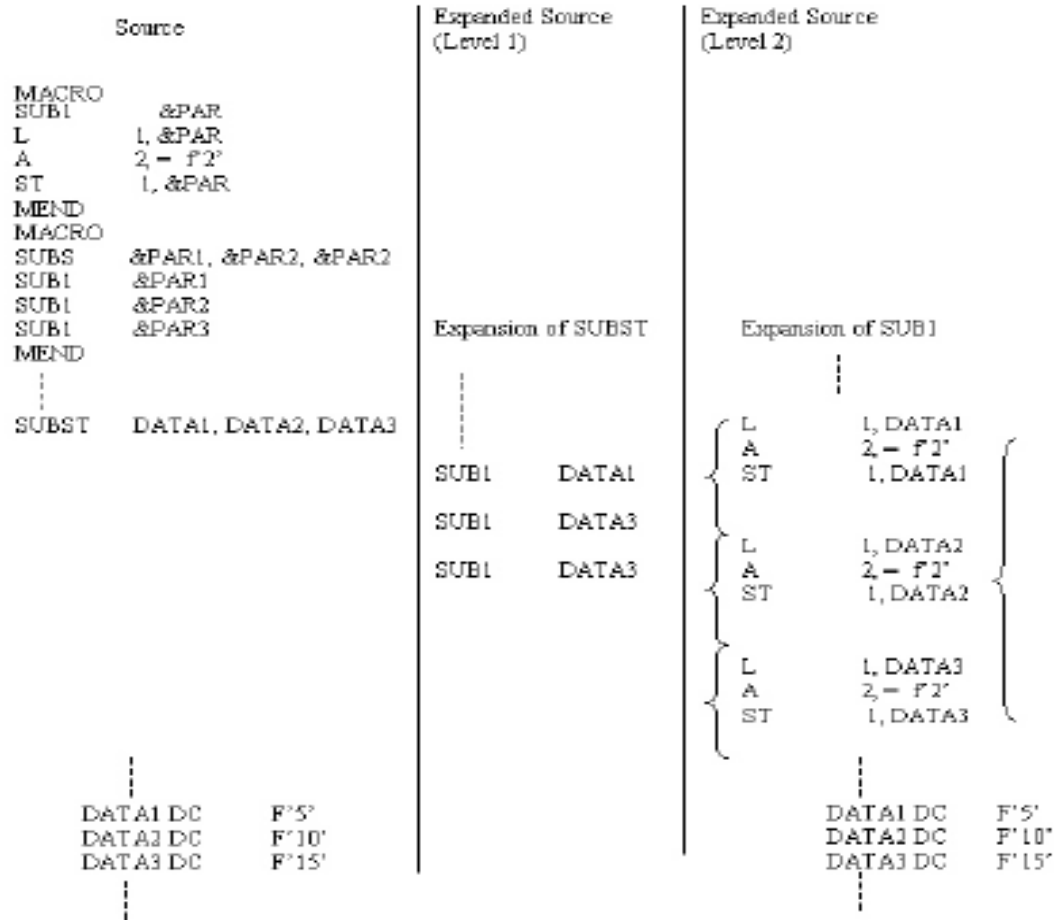 Source
MACRO
SUB1 &PAR
L 1, &PAR
A 2, = f'2'
ST 1, &PAR
MEND
MACRO
SUBS &PAR1, &PAR2, &PAR2
SUB1 &PAR1
SUB1 &PAR2
SUB1 &PAR3
MEND
SUBST DATA1, DATA2, DATA3
DATA1 DC F'5'
DATA2 DC F'10'
DATA3 DC F'15'
Expanded Source
(Level 1)
Expansion of SUBST
SUB1 DATA1
SUB1 DATA3
SUB1 DATA3
Expanded Source
(Level 2)
Expansion of SUB1
L 1, DATA1
A 2, = f'2'
ST 1, DATA1
L 1, DATA2
A 2, = f'2'
ST 1, DATA2
L 1, DATA3
A 2, = f'2'
ST 1, DATA3
DATA1 DC F'5'
DATA2 DC F'10'
DATA3 DC F'15'